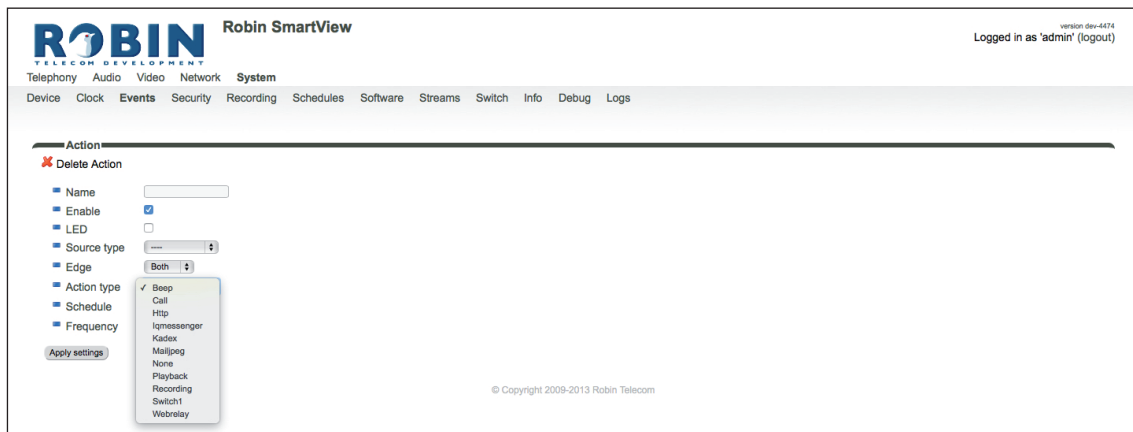 ROBIN
TELECOM DEVELOPMENT
Robin SmartView
version dev-4474
Logged in as 'admin' (logout)
Telephony Audio Video Network System
Device Clock Events Security Recording Schedules Software Streams Switch Info Debug Logs
Action
Delete Action
Name
Enable
LED
Source type ----
Edge Both
Action type ✓ Beep
Call
Schedule
Http
Iqmessenger
Frequency
Kadex
Mailjpeg
Apply settings
None
Playback
Recording
Switch1
Webrelay
© Copyright 2009-2013 Robin Telecom